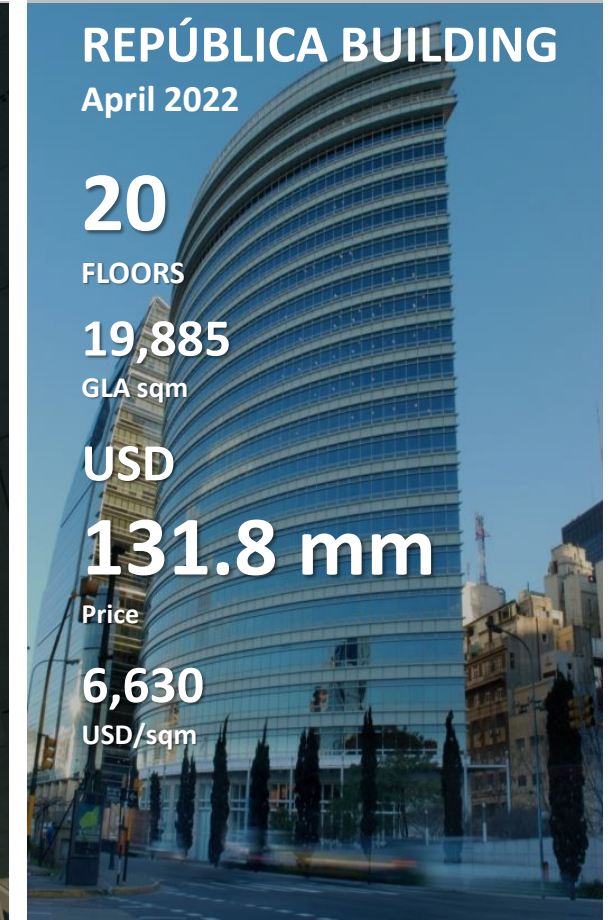 REPÚBLICA BUILDING
April 2022
20
FLOORS
19,885
GLA sqm
USD
131.8 mm
Price
6,630
USD/sqm